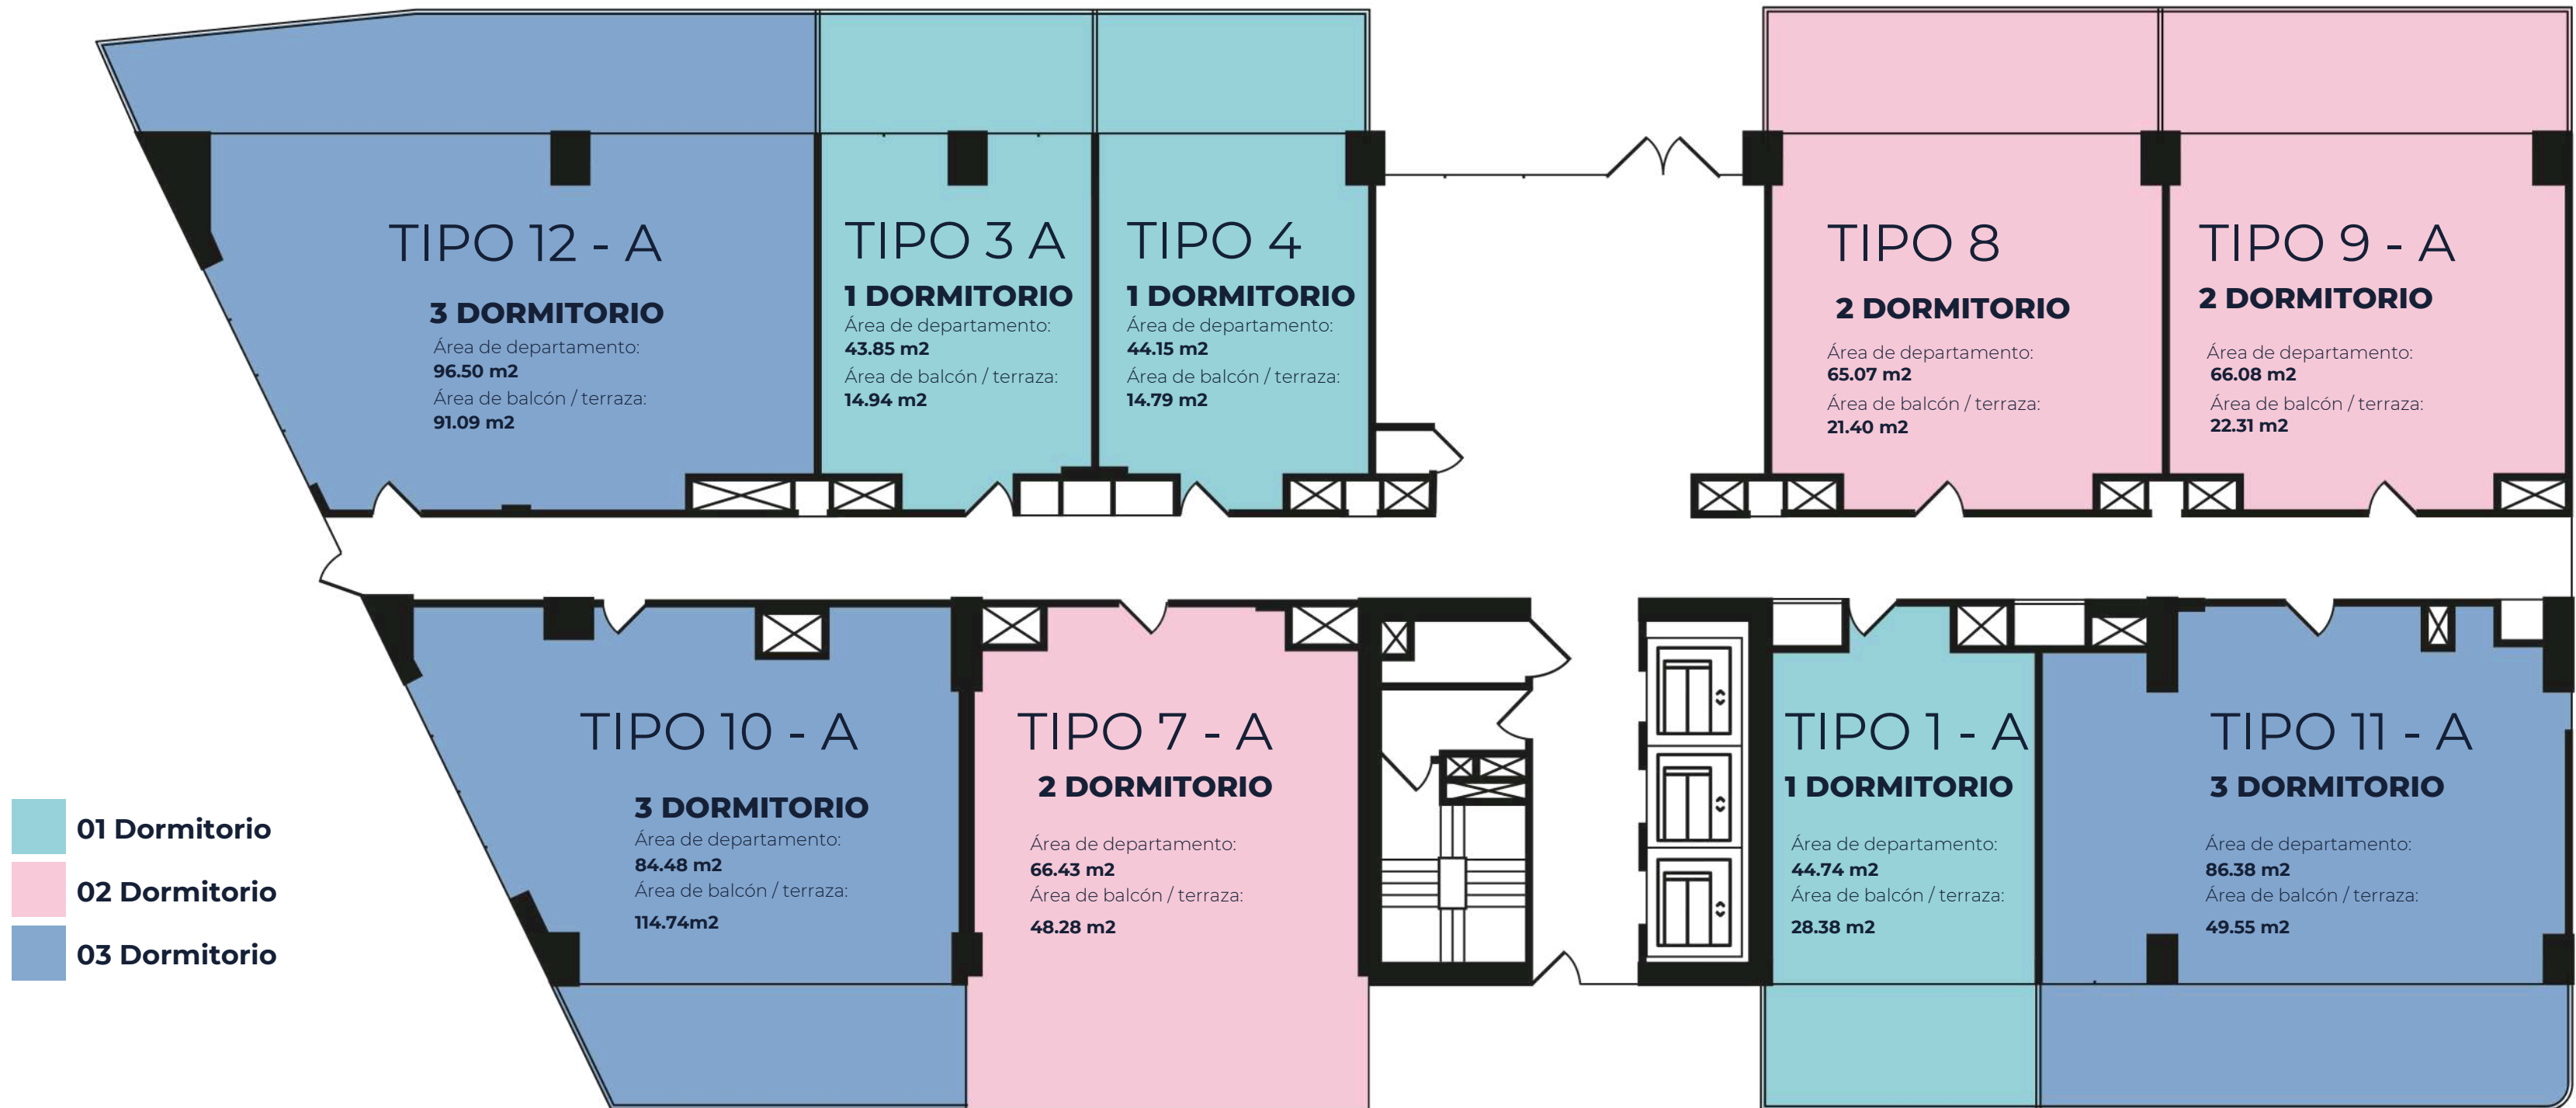 TIPO 12 - A
3 DORMITORIO
Área de departamento:
96.50 m2
Área de balcón / terraza:
91.09 m2
TIPO 3 A
1 DORMITORIO
Área de departamento:
43.85 m2
Área de balcón / terraza:
14.94 m2
TIPO 4
1 DORMITORIO
Área de departamento:
44.15 m2
Área de balcón / terraza:
14.79 m2
TIPO 8
2 DORMITORIO
Área de departamento:
65.07 m2
Área de balcón / terraza:
21.40 m2
TIPO 9 - A
2 DORMITORIO
Área de departamento:
66.08 m2
Área de balcón / terraza:
22.31 m2
TIPO 10 - A
3 DORMITORIO
Área de departamento:
84.48 m2
Área de balcón / terraza:
114.74m2
TIPO 7 - A
2 DORMITORIO
Área de departamento:
66.43 m2
Área de balcón / terraza:
48.28 m2
TIPO 1 - A
1 DORMITORIO
Área de departamento:
44.74 m2
Área de balcón / terraza:
28.38 m2
TIPO 11 - A
3 DORMITORIO
Área de departamento:
86.38 m2
Área de balcón / terraza:
49.55 m2
01 Dormitorio
02 Dormitorio
03 Dormitorio